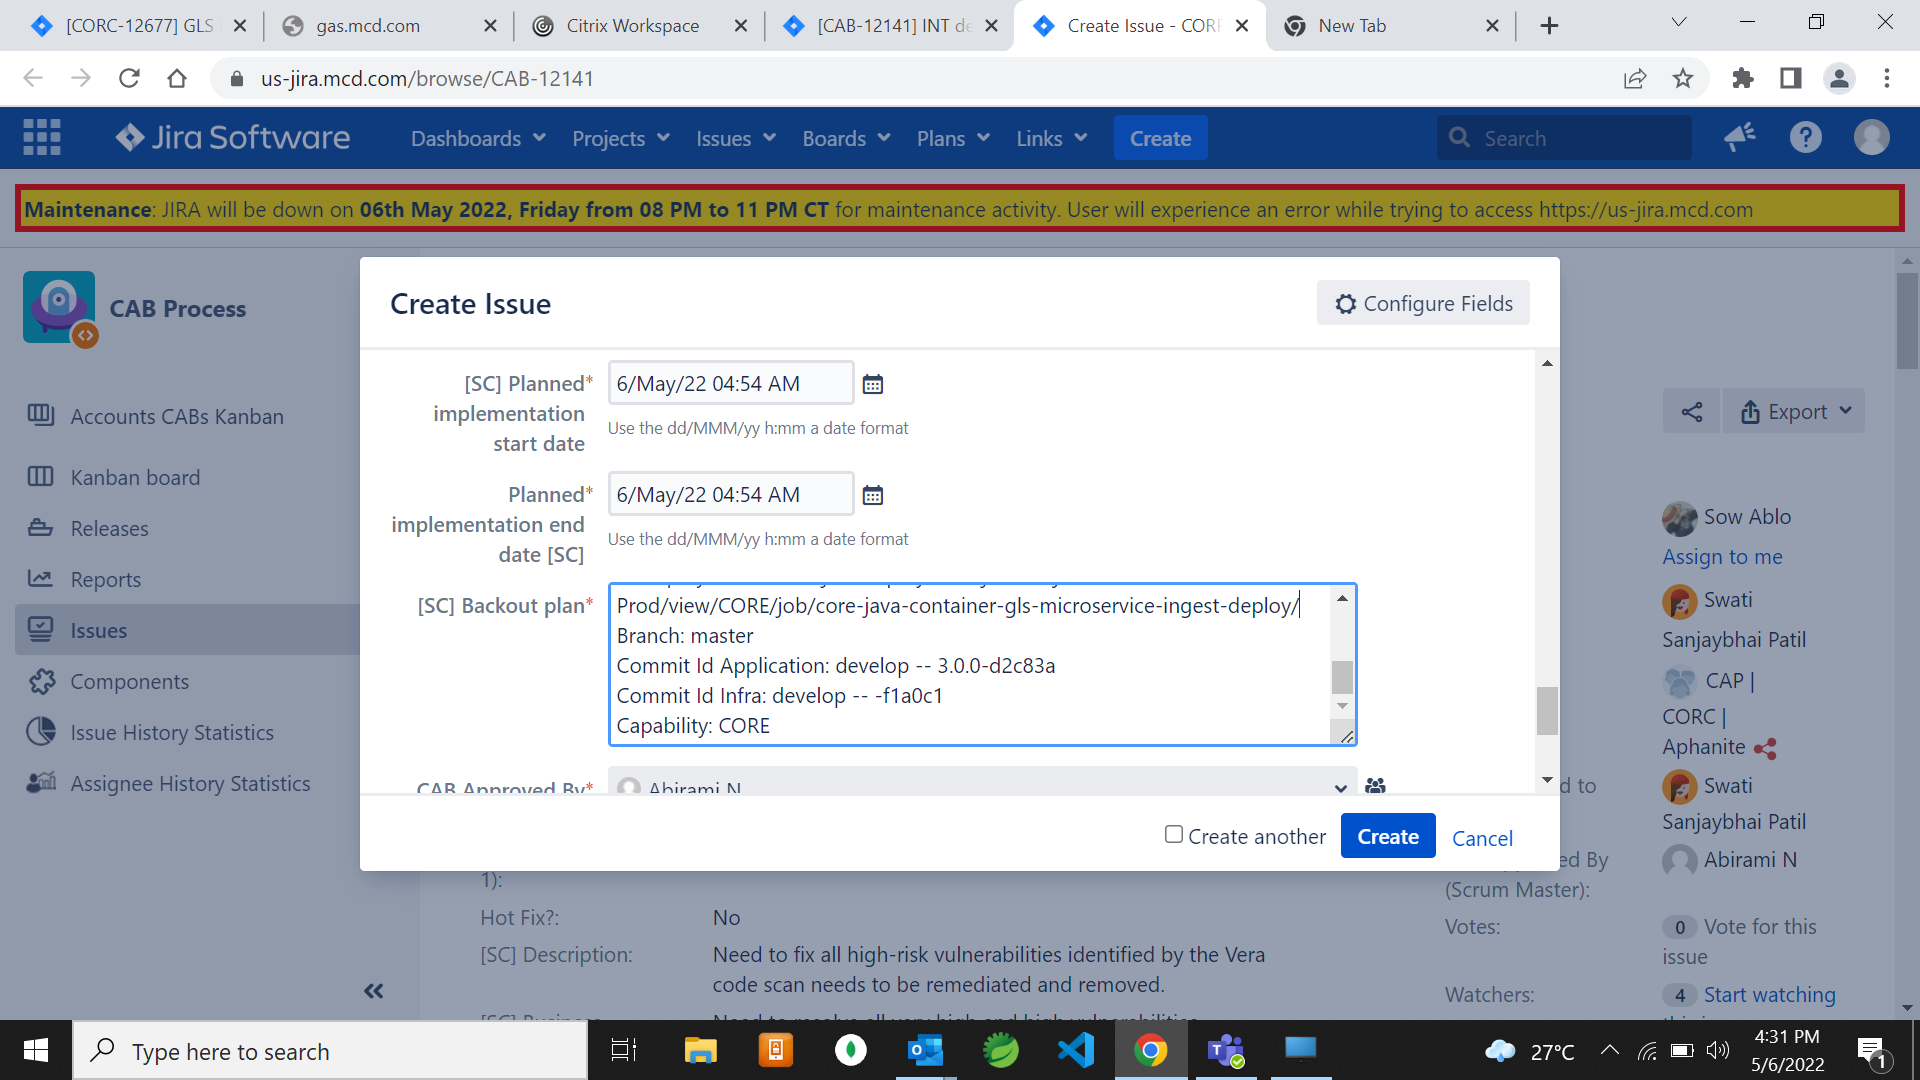 [CORC-12677] GLS
gas.mcd.com
Citrix Workspace
[CAB-12141] INT de
Create Issue - CORE
New Tab
us-jira.mcd.com/browse/CAB-12141
Jira Software
Dashboards
Projects
Issues
Boards
Plans
Links
Create
Search
Maintenance: JIRA will be down on 06th May 2022, Friday from 08 PM to 11 PM CT for maintenance activity. User will experience an error while trying to access https://us-jira.mcd.com
CAB Process
Accounts CABs Kanban
Kanban board
Releases
Reports
Issues
Components
Issue History Statistics
Assignee History Statistics
Create Issue
Configure Fields
[SC] Planned*
implementation
start date
6/May/22 04:54 AM
Use the dd/MMM/yy h:mm a date format
Planned*
implementation end
date [SC]
6/May/22 04:54 AM
Use the dd/MMM/yy h:mm a date format
[SC] Backout plan*
Prod/view/CORE/job/core-java-container-gls-microservice-ingest-deploy/
Branch: master
Commit Id Application: develop -- 3.0.0-d2c83a
Commit Id Infra: develop -- -f1a0c1
Capability: CORE
CAB Approved By*
Abirami N
Create another
Create
Cancel
Export
Sow Ablo
Assign to me
Swati
Sanjaybhai Patil
CAP |
CORC |
Aphanite
d to
Swati
Sanjaybhai Patil
ed By
(Scrum Master):
Abirami N
Votes:
0 Vote for this
issue
Watchers:
4 Start watching
1):
Hot Fix?:
No
[SC] Description:
Need to fix all high-risk vulnerabilities identified by the Vera
code scan needs to be remediated and removed.
Type here to search
27°C
4:31 PM
5/6/2022
1